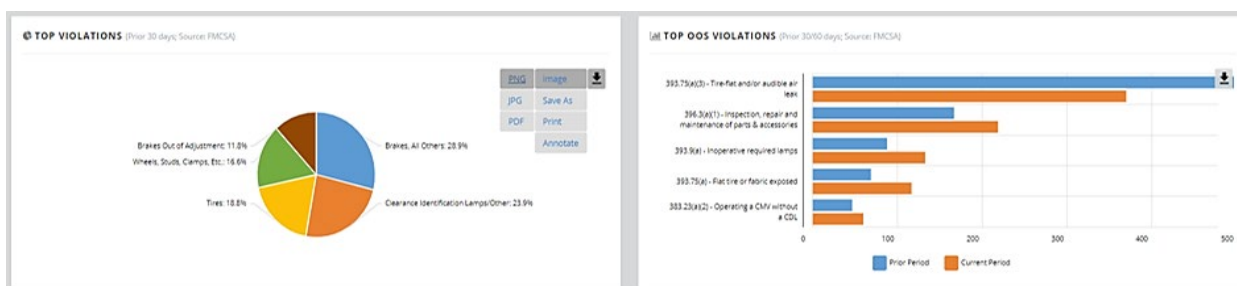 TOP VIOLATIONS (Prior 30 days; Source: FMCSA)
PNG
JPG
PDF
Image
Save As
Print
Annotate
Brakes Out of Adjustment: 11.8%
Wheels, Studs, Clamps, Etc.: 16.6%
Tires: 18.8%
Brakes, All Others: 28.9%
Clearance Identification Lamps/Other: 23.9%
TOP OOS VIOLATIONS (Prior 30/60 days; Source: FMCSA)
393.75(a)(3) - Tire-flat and/or audible air
leak
396.3(a)(1) - Inspection, repair and
maintenance of parts & accessories
393.9(a) - Inoperative required lamps
393.75(a) - Flat tire or fabric exposed
383.23(a)(2) - Operating a CMV without
a CDL
0 100 200 300 400 500
Prior Period Current Period